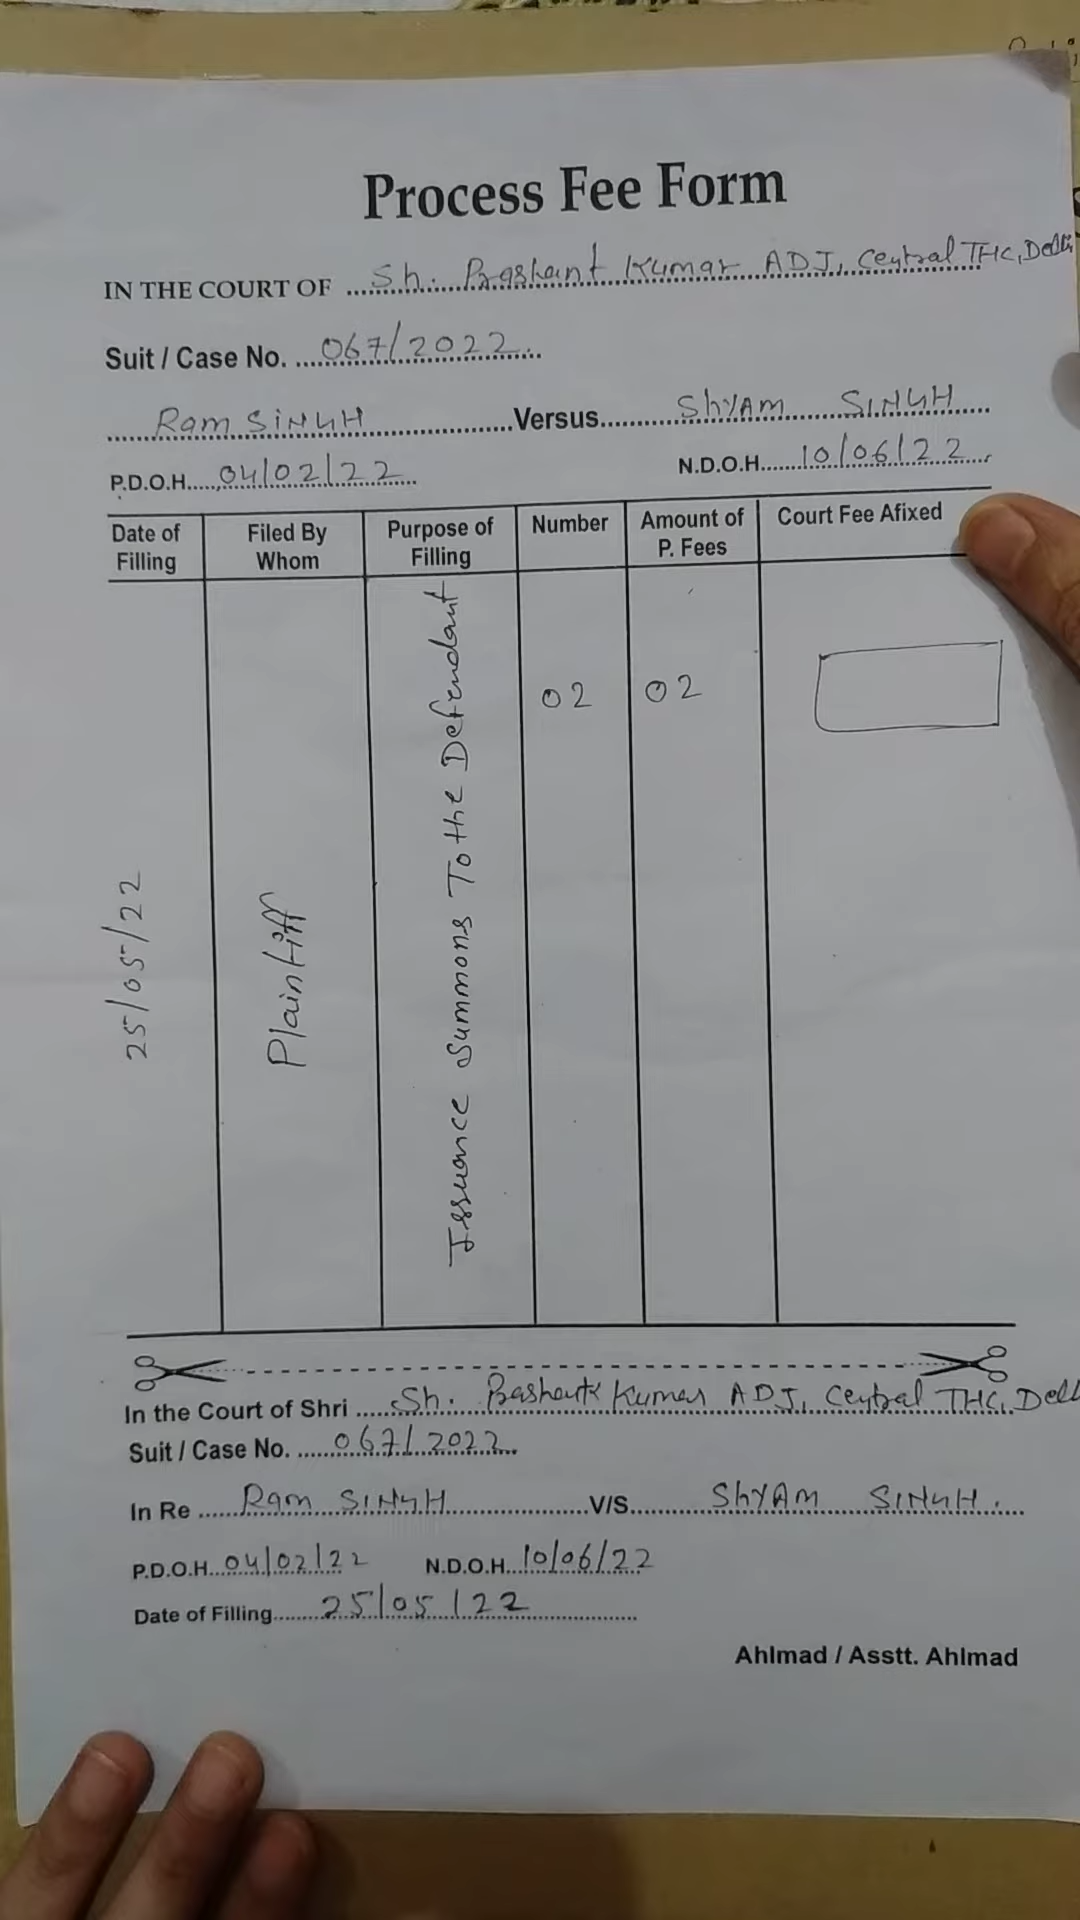 Process Fee Form
IN THE COURT OF ...Sh. Prashant Kumar ADJ, Central THC, Delhi
Suit / Case No. ....067/2022....
....Ram SINGH....Versus....ShYAM SINGH....
P.D.O.H.....04/02/22.... N.D.O.H......10/06/22....
Date of Filling Filed By Whom Purpose of Filling Number Amount of P. Fees Court Fee Afixed
25/05/22 Plaintiff Issuance Summons To the Defendant 02 02
In the Court of Shri .....Sh. Prashant Kumar ADJ, Central THC, Delh
Suit / Case No. ......067/2022...
In Re ......Ram SINGH......V/S......ShYAM SINGH.
P.D.O.H...04/02/22 N.D.O.H...10/06/22
Date of Filling.......25/05/22......
Ahlmad / Asstt. Ahlmad